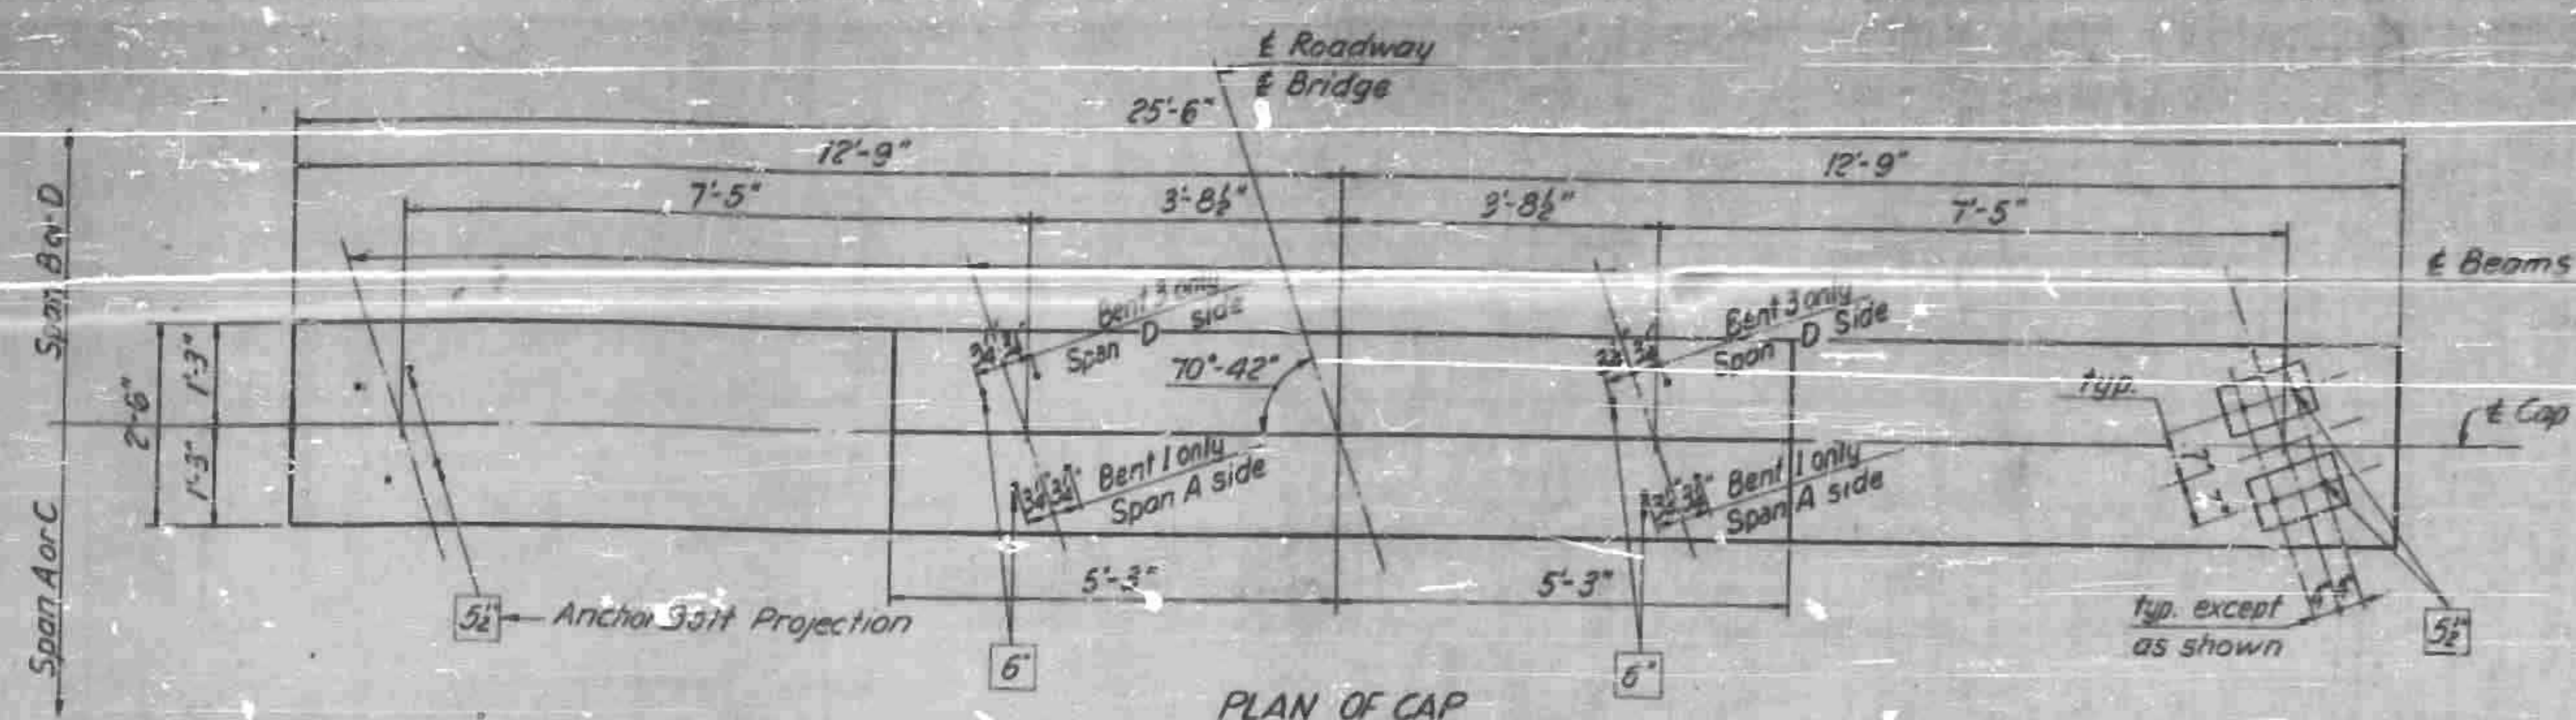 ℄ Roadway
℄ Bridge
25'-6"
12'-9"
12'-9"
7'-5"
3'-8½"
3'-8½"
7'-5"
Span B or D
Span A or C
℄ Beams
2'-6"
1'-3"
1'-3"
Bent 3 only
Span D side
70°-42"
Bent 3 only
Span D Side
typ.
℄ Cap
Bent 1 only
Span A side
Bent 1 only
Span A side
7"
7"
5'-3"
5'-3"
5½"
Anchor Bolt Projection
6"
6"
typ. except
as shown
5½"
PLAN OF CAP